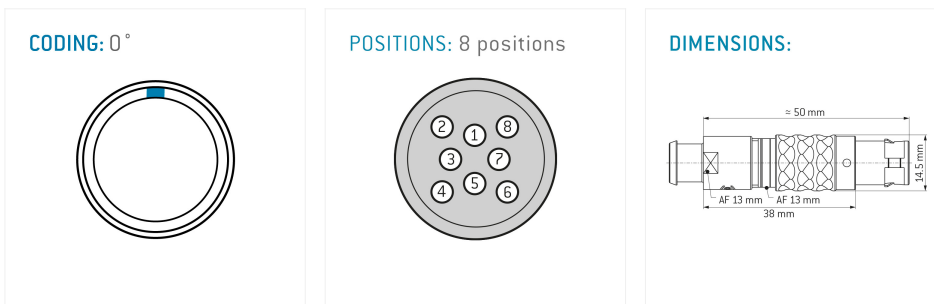 CODING: 0°
POSITIONS: 8 positions
2
1
8
3
7
4
5
6
DIMENSIONS:
≈ 50 mm
14.5 mm
AF 13 mm
AF 13 mm
38 mm